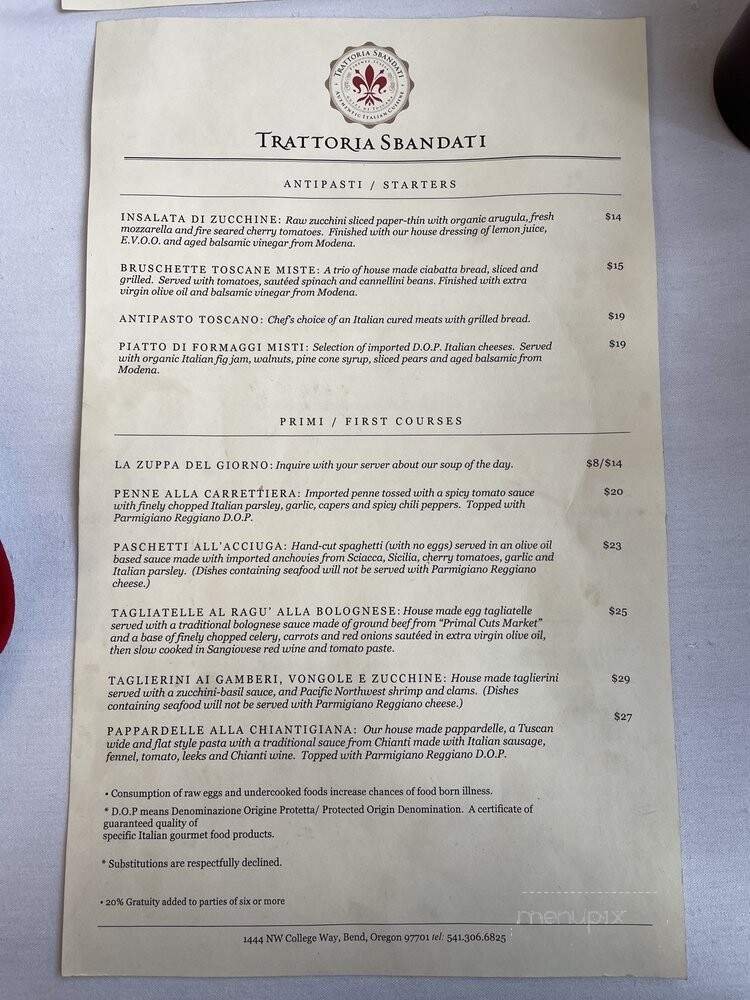 TRATTORIA SBANDATI
AUTHENTIC ITALIAN CUISINE
TRATTORIA SBANDATI
ANTIPASTI / STARTERS
INSALATA DI ZUCCHINE: Raw zucchini sliced paper-thin with organic arugula, fresh $14
mozzarella and fire seared cherry tomatoes. Finished with our house dressing of lemon juice,
E.V.O.O. and aged balsamic vinegar from Modena.
BRUSCHETTE TOSCANE MISTE: A trio of house made ciabatta bread, sliced and $15
grilled. Served with tomatoes, sautéed spinach and cannellini beans. Finished with extra
virgin olive oil and balsamic vinegar from Modena.
ANTIPASTO TOSCANO: Chef's choice of an Italian cured meats with grilled bread. $19
PIATTO DI FORMAGGI MISTI: Selection of imported D.O.P. Italian cheeses. Served $19
with organic Italian fig jam, walnuts, pine cone syrup, sliced pears and aged balsamic from
Modena.
PRIMI / FIRST COURSES
LA ZUPPA DEL GIORNO: Inquire with your server about our soup of the day. $8/$14
PENNE ALLA CARRETTIERA: Imported penne tossed with a spicy tomato sauce $20
with finely chopped Italian parsley, garlic, capers and spicy chili peppers. Topped with
Parmigiano Reggiano D.O.P.
PASCHETTI ALL'ACCIUGA: Hand-cut spaghetti (with no eggs) served in an olive oil $23
based sauce made with imported anchovies from Sciacca, Sicilia, cherry tomatoes, garlic and
Italian parsley. (Dishes containing seafood will not be served with Parmigiano Reggiano
cheese.)
TAGLIATELLE AL RAGU' ALLA BOLOGNESE: House made egg tagliatelle $25
served with a traditional bolognese sauce made of ground beef from "Primal Cuts Market"
and a base of finely chopped celery, carrots and red onions sautéed in extra virgin olive oil,
then slow cooked in Sangiovese red wine and tomato paste.
TAGLIERINI AI GAMBERI, VONGOLE E ZUCCHINE: House made taglierini $29
served with a zucchini-basil sauce, and Pacific Northwest shrimp and clams. (Dishes
containing seafood will not be served with Parmigiano Reggiano cheese.)
PAPPARDELLE ALLA CHIANTIGIANA: Our house made pappardelle, a Tuscan $27
wide and flat style pasta with a traditional sauce from Chianti made with Italian sausage,
fennel, tomato, leeks and Chianti wine. Topped with Parmigiano Reggiano D.O.P.
• Consumption of raw eggs and undercooked foods increase chances of food born illness.
* D.O.P means Denominazione Origine Protetta/ Protected Origin Denomination. A certificate of
guaranteed quality of
specific Italian gourmet food products.
* Substitutions are respectfully declined.
• 20% Gratuity added to parties of six or more
menupix
1444 NW College Way, Bend, Oregon 97701 tel: 541.306.6825